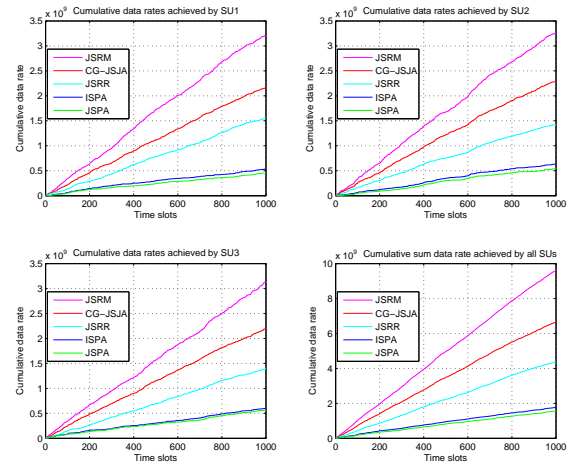 Cumulative data rates achieved by SU1
x 10^9
3.5
3
2.5
2
1.5
1
0.5
0
0 200 400 600 800 1000
Time slots
Cumulative data rate
JSRM
CG−JSJA
JSRR
ISPA
JSPA
Cumulative data rates achieved by SU2
x 10^9
3.5
3
2.5
2
1.5
1
0.5
0
0 200 400 600 800 1000
Time slots
Cumulative data rate
JSRM
CG−JSJA
JSRR
ISPA
JSPA
Cumulative data rates achieved by SU3
x 10^9
3.5
3
2.5
2
1.5
1
0.5
0
0 200 400 600 800 1000
Time slots
Cumulative data rate
JSRM
CG−JSJA
JSRR
ISPA
JSPA
Cumulative sum data rate achieved by all SUs
x 10^9
10
8
6
4
2
0
0 200 400 600 800 1000
Time slots
Cumulative data rate
JSRM
CG−JSJA
JSRR
ISPA
JSPA